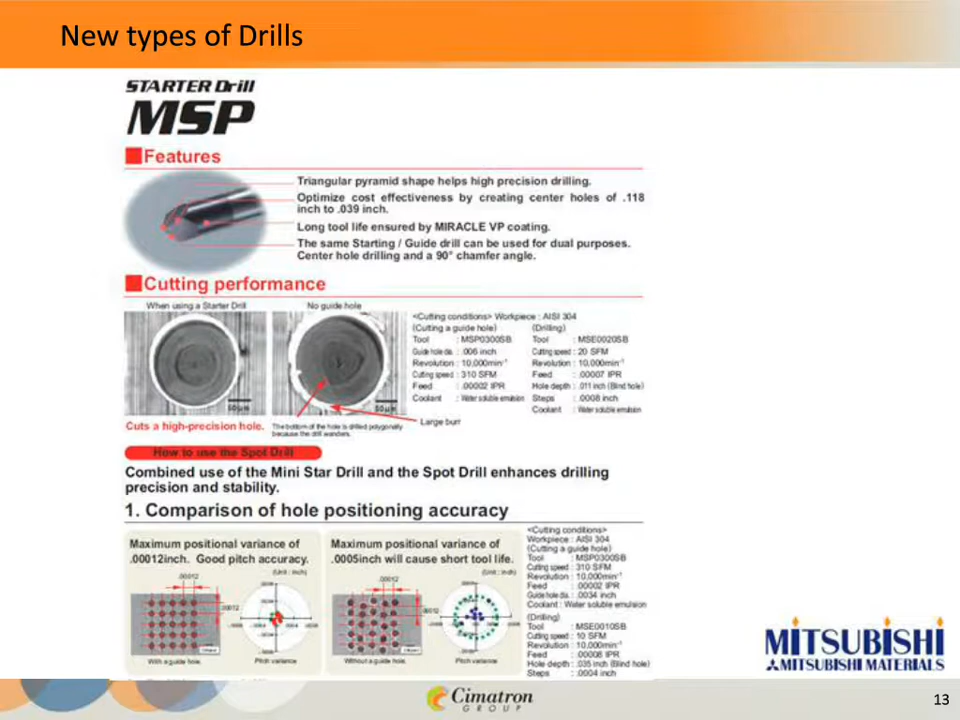 New types of Drills
STARTER Drill
MSP
Features
Triangular pyramid shape helps high precision drilling.
Optimize cost effectiveness by creating center holes of .118
inch to .039 inch.
Long tool life ensured by MIRACLE VP coating.
The same Starting / Guide drill can be used for dual purposes.
Center hole drilling and a 90° chamfer angle.
Cutting performance
When using a Starter Drill
No guide hole
50µm
50µm
Cuts a high-precision hole.
The bottom of the hole is drilled polygonally
because the drill wanders.
Large burr
<Cutting conditions> Workpiece : AISI 304
(Cutting a guide hole)
Tool : MSP0300SB
Guide hole dia. : .006 inch
Revolution : 10,000min⁻¹
Cutting speed : 310 SFM
Feed : .00002 IPR
Coolant : Water soluble emulsion
(Drilling)
Tool : MSE0020SB
Cutting speed : 20 SFM
Revolution : 10,000min⁻¹
Feed : .00007 IPR
Hole depth : .011 inch (Blind hole)
Steps : .0008 inch
Coolant : Water soluble emulsion
How to use the Spot Drill
Combined use of the Mini Star Drill and the Spot Drill enhances drilling
precision and stability.
1. Comparison of hole positioning accuracy
Maximum positional variance of
.00012inch. Good pitch accuracy.
(Unit : inch)
.00012
.00012
With a guide hole.
Pitch variance
Maximum positional variance of
.0005inch will cause short tool life.
(Unit : inch)
.00012
.00012
Without a guide hole.
Pitch variance
<Cutting conditions>
Workpiece : AISI 304
(Cutting a guide hole)
Tool : MSP0300SB
Cutting speed : 310 SFM
Revolution : 10,000min⁻¹
Feed : .00002 IPR
Guide hole dia. : .0034 inch
Coolant : Water soluble emulsion
(Drilling)
Tool : MSE0010SB
Cutting speed : 10 SFM
Revolution : 10,000min⁻¹
Feed : .00008 IPR
Hole depth : .035 inch (Blind hole)
Steps : .0004 inch
MITSUBISHI
MITSUBISHI MATERIALS
Cimatron
GROUP
13